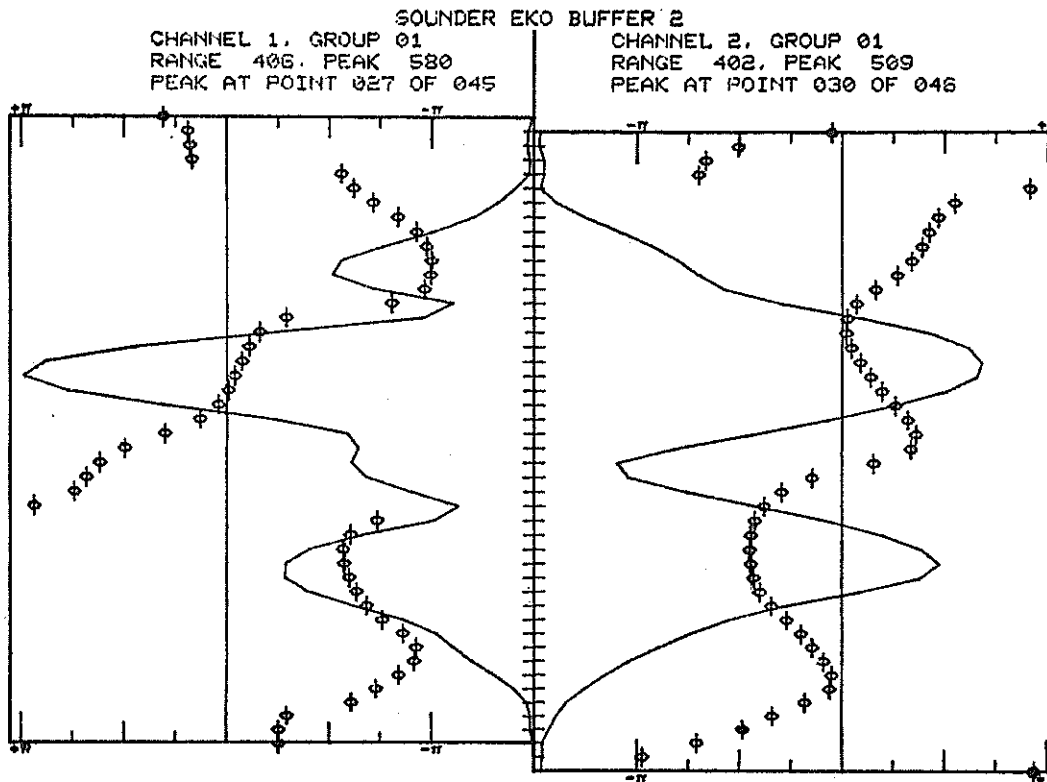 SOUNDER EKO BUFFER 2
CHANNEL 1, GROUP 01
RANGE 406, PEAK 580
PEAK AT POINT 027 OF 045
CHANNEL 2, GROUP 01
RANGE 402, PEAK 509
PEAK AT POINT 030 OF 046
+π -π
-π +
+π -π
-π